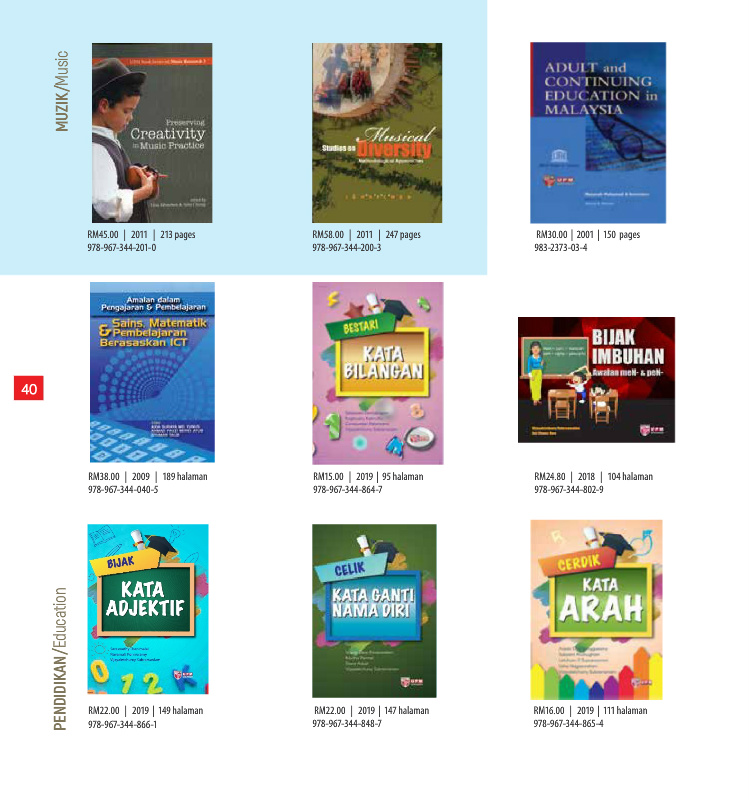 MUZIK/Music
Preserving
Creativity
in Music Practice
RM45.00 | 2011 | 213 pages
978-967-344-201-0
Musical
Studies on Diversity
Methodological Approaches
RM58.00 | 2011 | 247 pages
978-967-344-200-3
ADULT and
CONTINUING
EDUCATION in
MALAYSIA
UPM
RM30.00 | 2001 | 150 pages
983-2373-03-4
Amalan dalam
Pengajaran & Pembelajaran
Sains, Matematik
& Pembelajaran
Berasaskan ICT
RM38.00 | 2009 | 189 halaman
978-967-344-040-5
BESTARI
KATA
BILANGAN
RM15.00 | 2019 | 95 halaman
978-967-344-864-7
BIJAK
IMBUHAN
Awalan meN- & peN-
UPM
RM24.80 | 2018 | 104 halaman
978-967-344-802-9
40
PENDIDIKAN/Education
BIJAK
KATA
ADJEKTIF
UPM
RM22.00 | 2019 | 149 halaman
978-967-344-866-1
CELIK
KATA GANTI
NAMA DIRI
UPM
RM22.00 | 2019 | 147 halaman
978-967-344-848-7
CERDIK
KATA
ARAH
UPM
RM16.00 | 2019 | 111 halaman
978-967-344-865-4